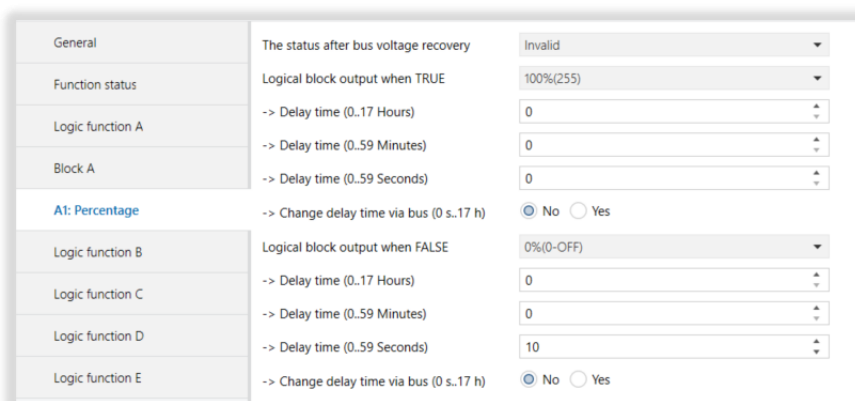 General
Function status
Logic function A
Block A
A1: Percentage
Logic function B
Logic function C
Logic function D
Logic function E
The status after bus voltage recovery Invalid
Logical block output when TRUE 100%(255)
-> Delay time (0..17 Hours) 0
-> Delay time (0..59 Minutes) 0
-> Delay time (0..59 Seconds) 0
-> Change delay time via bus (0 s..17 h) No Yes
Logical block output when FALSE 0%(0-OFF)
-> Delay time (0..17 Hours) 0
-> Delay time (0..59 Minutes) 0
-> Delay time (0..59 Seconds) 10
-> Change delay time via bus (0 s..17 h) No Yes